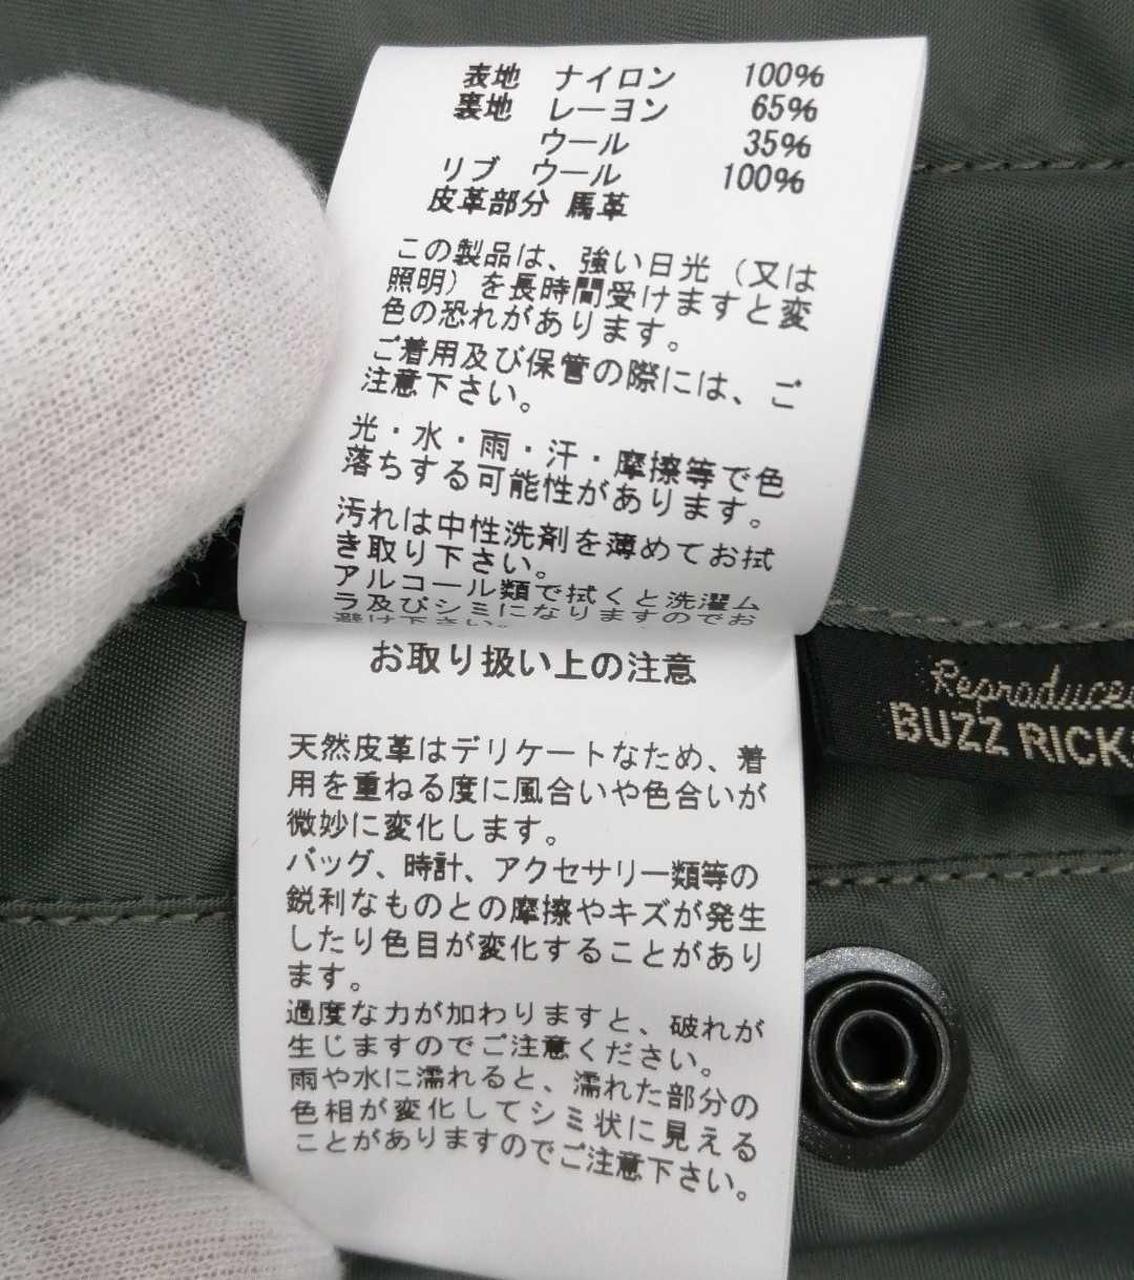 表地 ナイロン 100%
裏地 レーヨン 65%
ウール 35%
リブ ウール 100%
皮革部分 馬革
この製品は、強い日光（又は
照明）を長時間受けますと変
色の恐れがあります。
ご着用及び保管の際には、ご
注意下さい。
光・水・雨・汗・摩擦等で色
落ちする可能性があります。
汚れは中性洗剤を薄めてお拭
き取り下さい。
アルコール類で拭くと洗濯ム
ラ及びシミになりますのでお
避け下さい。
お取り扱い上の注意
天然皮革はデリケートなため、着
用を重ねる度に風合いや色合いが
微妙に変化します。
バッグ、時計、アクセサリー類等の
鋭利なものとの摩擦やキズが発生
したり色目が変化することがあり
ます。
過度な力が加わりますと、破れが
生じますのでご注意ください。
雨や水に濡れると、濡れた部分の
色相が変化してシミ状に見える
ことがありますのでご注意下さい。
Reproduced
BUZZ RICKS